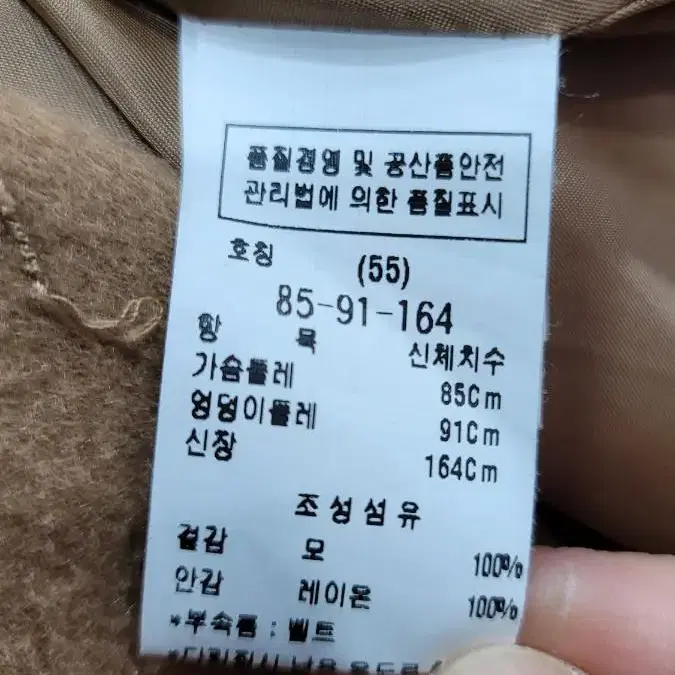 품질경영 및 공산품안전
관리법에 의한 품질표시
호칭 (55)
85-91-164
항 목 신체치수
가슴둘레 85Cm
엉덩이둘레 91Cm
신장 164Cm
조성섬유
겉감 모 100%
안감 레이온 100%
*부속품 : 벨트